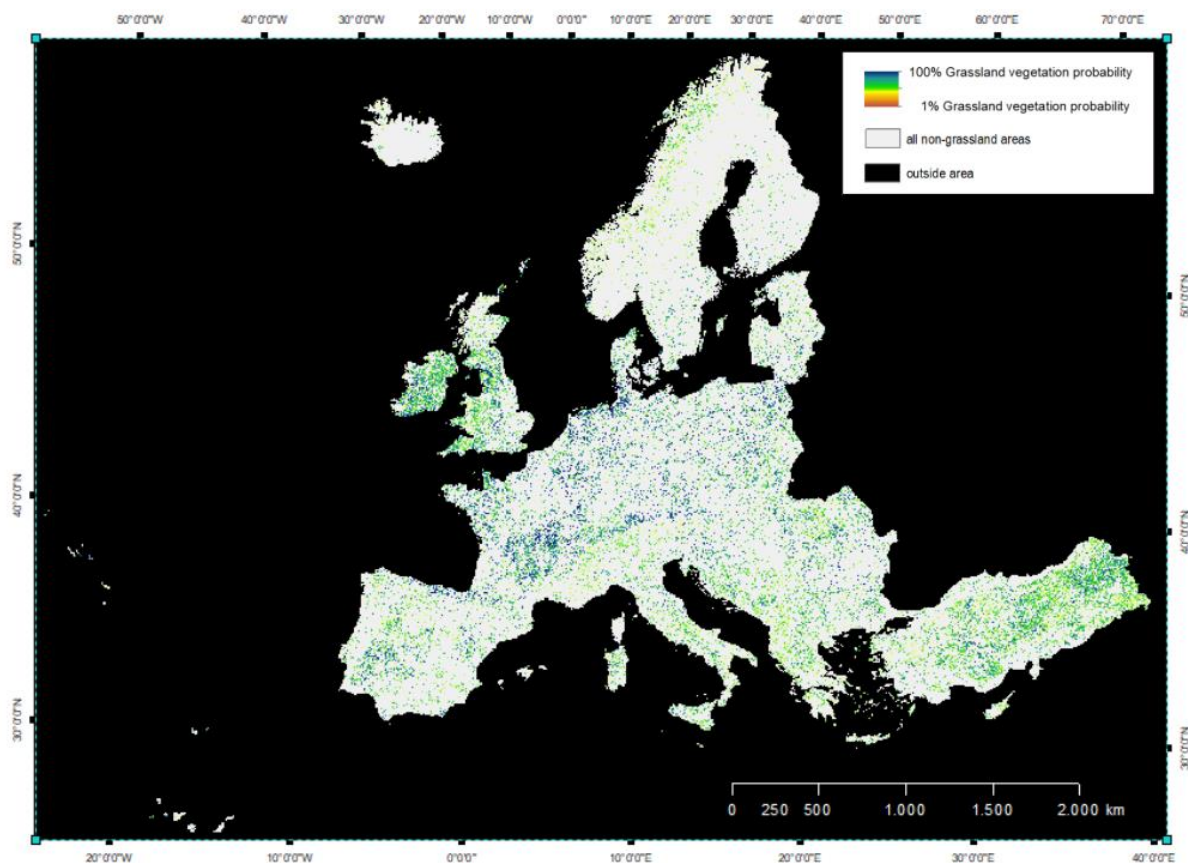 50°0'0"W 40°0'0"W 30°0'0"W 20°0'0"W 10°0'0"W 0°0'0" 10°0'0"E 20°0'0"E 30°0'0"E 40°0'0"E 50°0'0"E 60°0'0"E 70°0'0"E
100% Grassland vegetation probability
1% Grassland vegetation probability
all non-grassland areas
outside area
50°0'0"N
40°0'0"N
30°0'0"N
50°0'0"N
40°0'0"N
30°0'0"N
0 250 500 1.000 1.500 2.000 km
20°0'0"W 10°0'0"W 0°0'0" 10°0'0"E 20°0'0"E 30°0'0"E 40°0'0"E